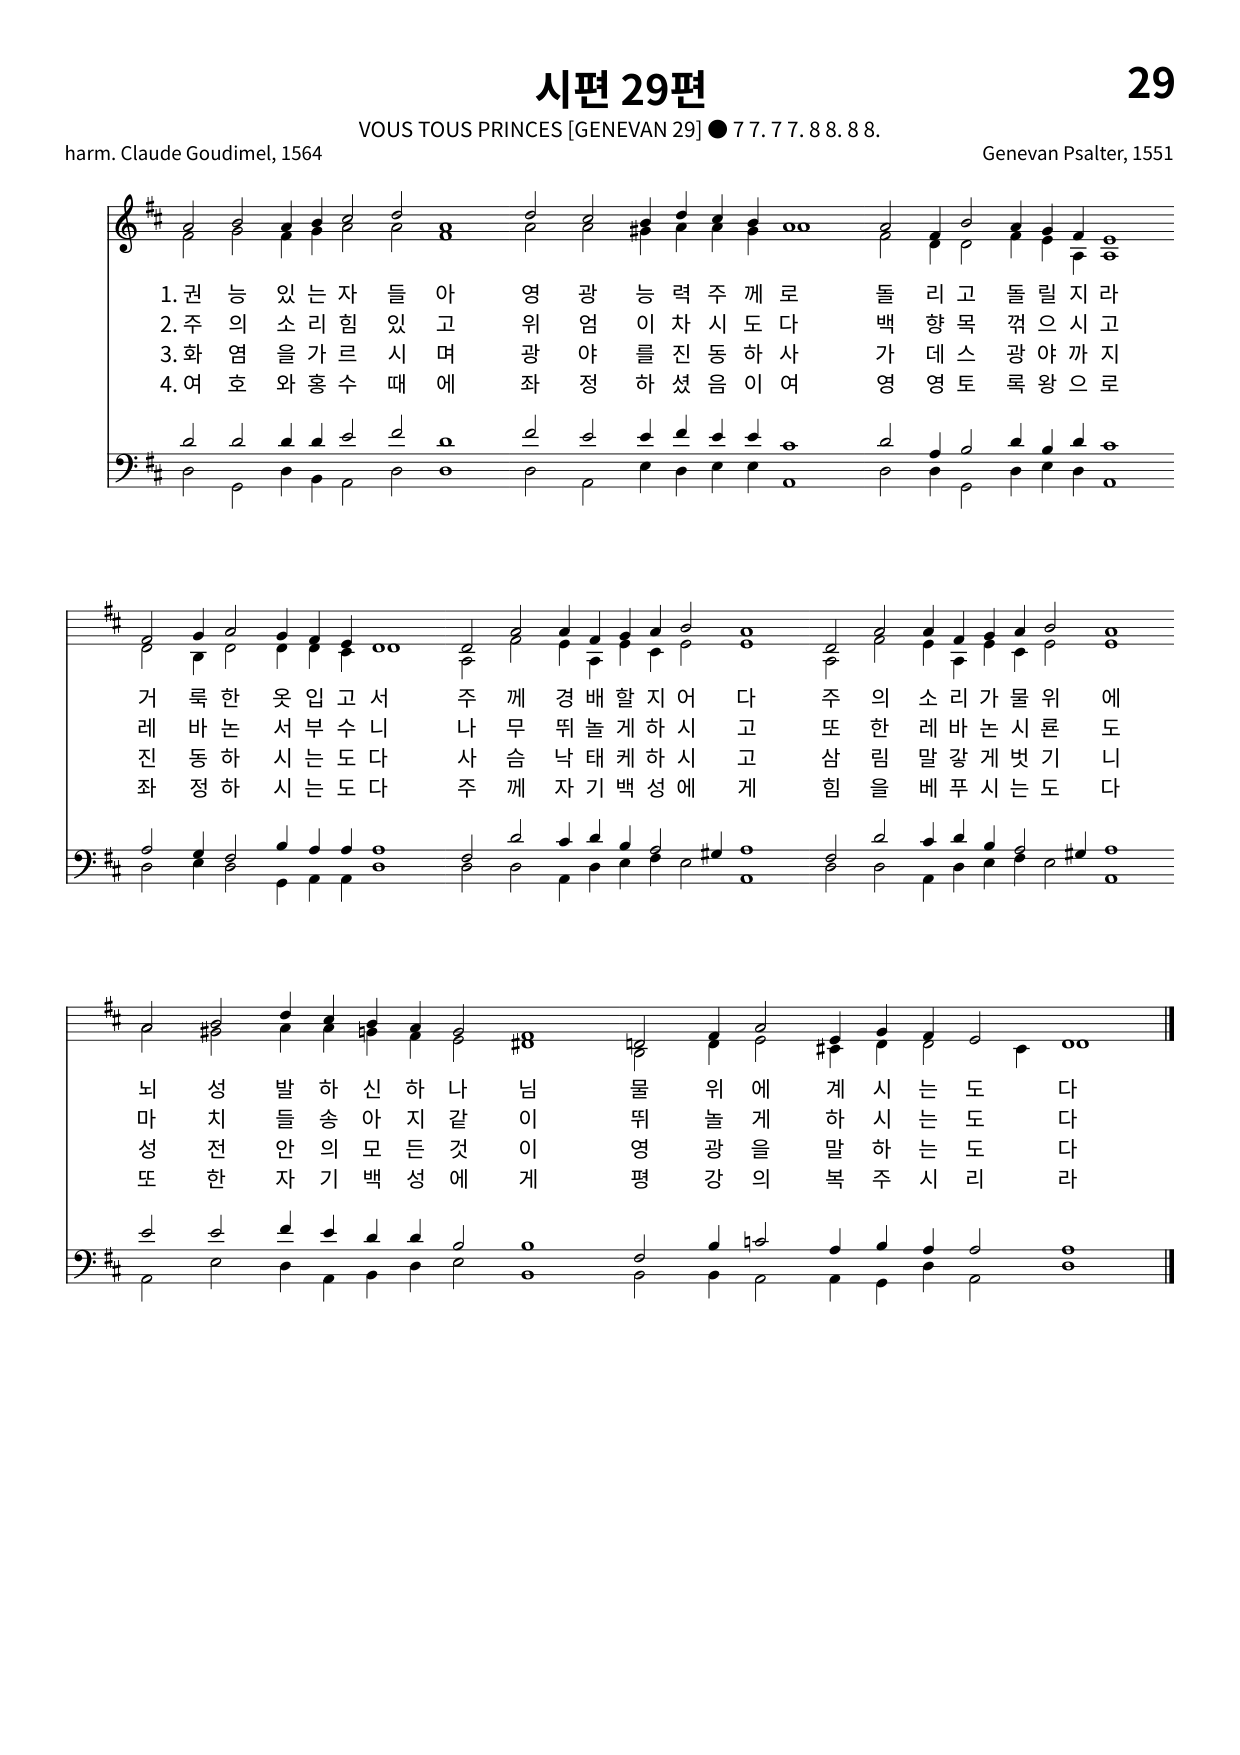 29
시편 29편
VOUS TOUS PRINCES [GENEVAN 29] ● 7 7. 7 7. 8 8. 8 8.
harm. Claude Goudimel, 1564
Genevan Psalter, 1551
1. 권 능 있 는 자 들 아 영 광 능 력 주 께 로 돌 리 고 돌 릴 지 라
2. 주 의 소 리 힘 있 고 위 엄 이 차 시 도 다 백 향 목 꺾 으 시 고
3. 화 염 을 가 르 시 며 광 야 를 진 동 하 사 가 데 스 광 야 까 지
4. 여 호 와 홍 수 때 에 좌 정 하 셨 음 이 여 영 영 토 록 왕 으 로
거 룩 한 옷 입 고 서 주 께 경 배 할 지 어 다 주 의 소 리 가 물 위 에
레 바 논 서 부 수 니 나 무 뛰 놀 게 하 시 고 또 한 레 바 논 시 룐 도
진 동 하 시 는 도 다 사 슴 낙 태 케 하 시 고 삼 림 말 갛 게 벗 기 니
좌 정 하 시 는 도 다 주 께 자 기 백 성 에 게 힘 을 베 푸 시 는 도 다
뇌 성 발 하 신 하 나 님 물 위 에 계 시 는 도 다
마 치 들 송 아 지 같 이 뛰 놀 게 하 시 는 도 다
성 전 안 의 모 든 것 이 영 광 을 말 하 는 도 다
또 한 자 기 백 성 에 게 평 강 의 복 주 시 리 라